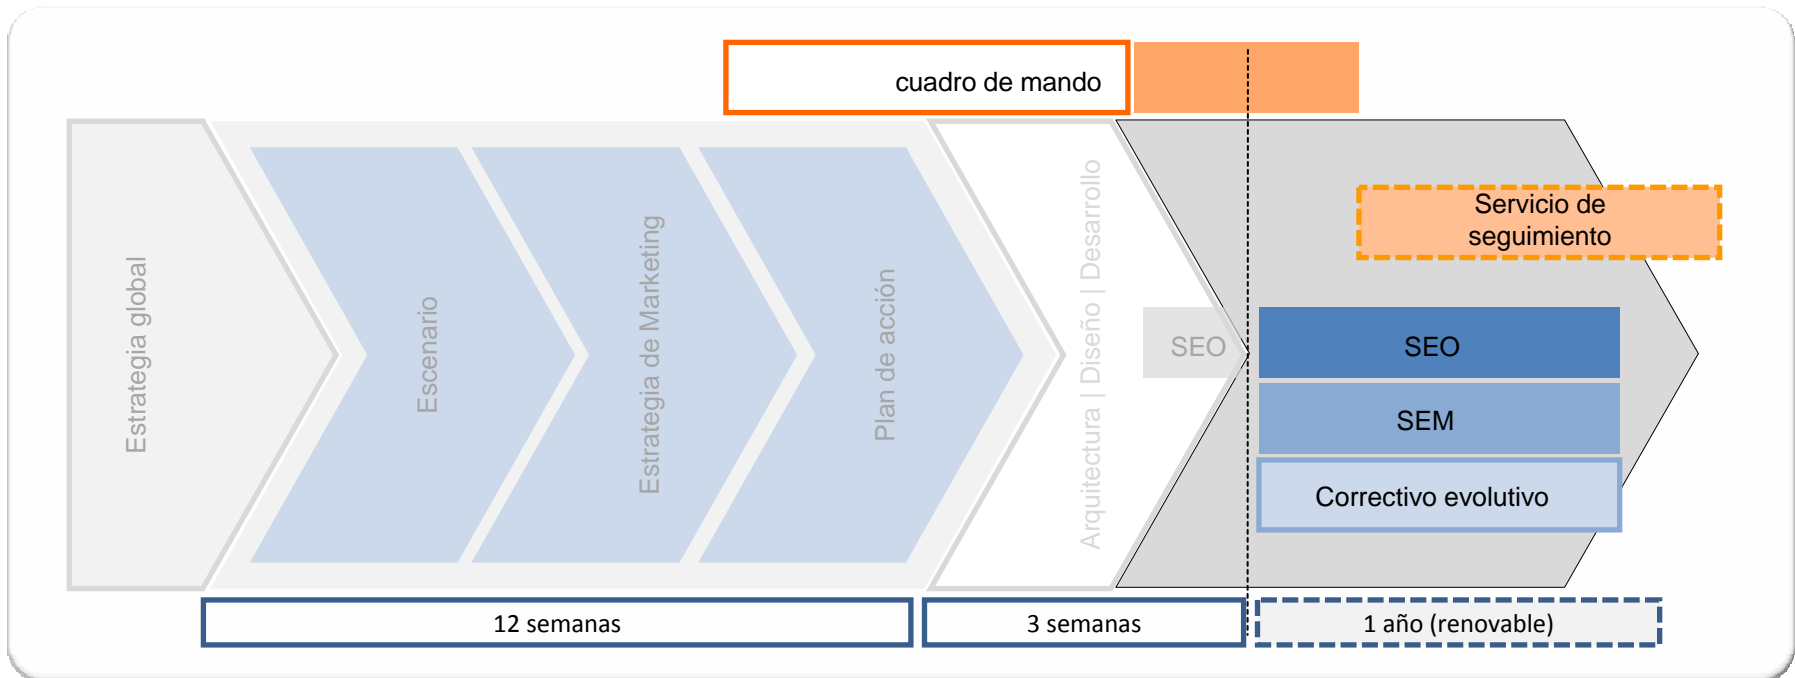 cuadro de mando
Estrategia global
Escenario
Estrategia de Marketing
Plan de acción
Arquitectura | Diseño | Desarrollo
SEO
Servicio de
seguimiento
SEO
SEM
Correctivo evolutivo
12 semanas
3 semanas
1 año (renovable)